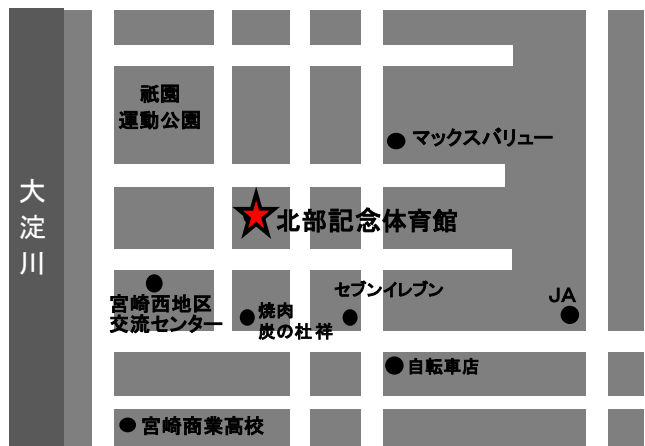 祇園
運動公園
マックスバリュー
大淀川
北部記念体育館
セブンイレブン
JA
宮崎西地区
交流センター
焼肉
炭の杜祥
自転車店
宮崎商業高校